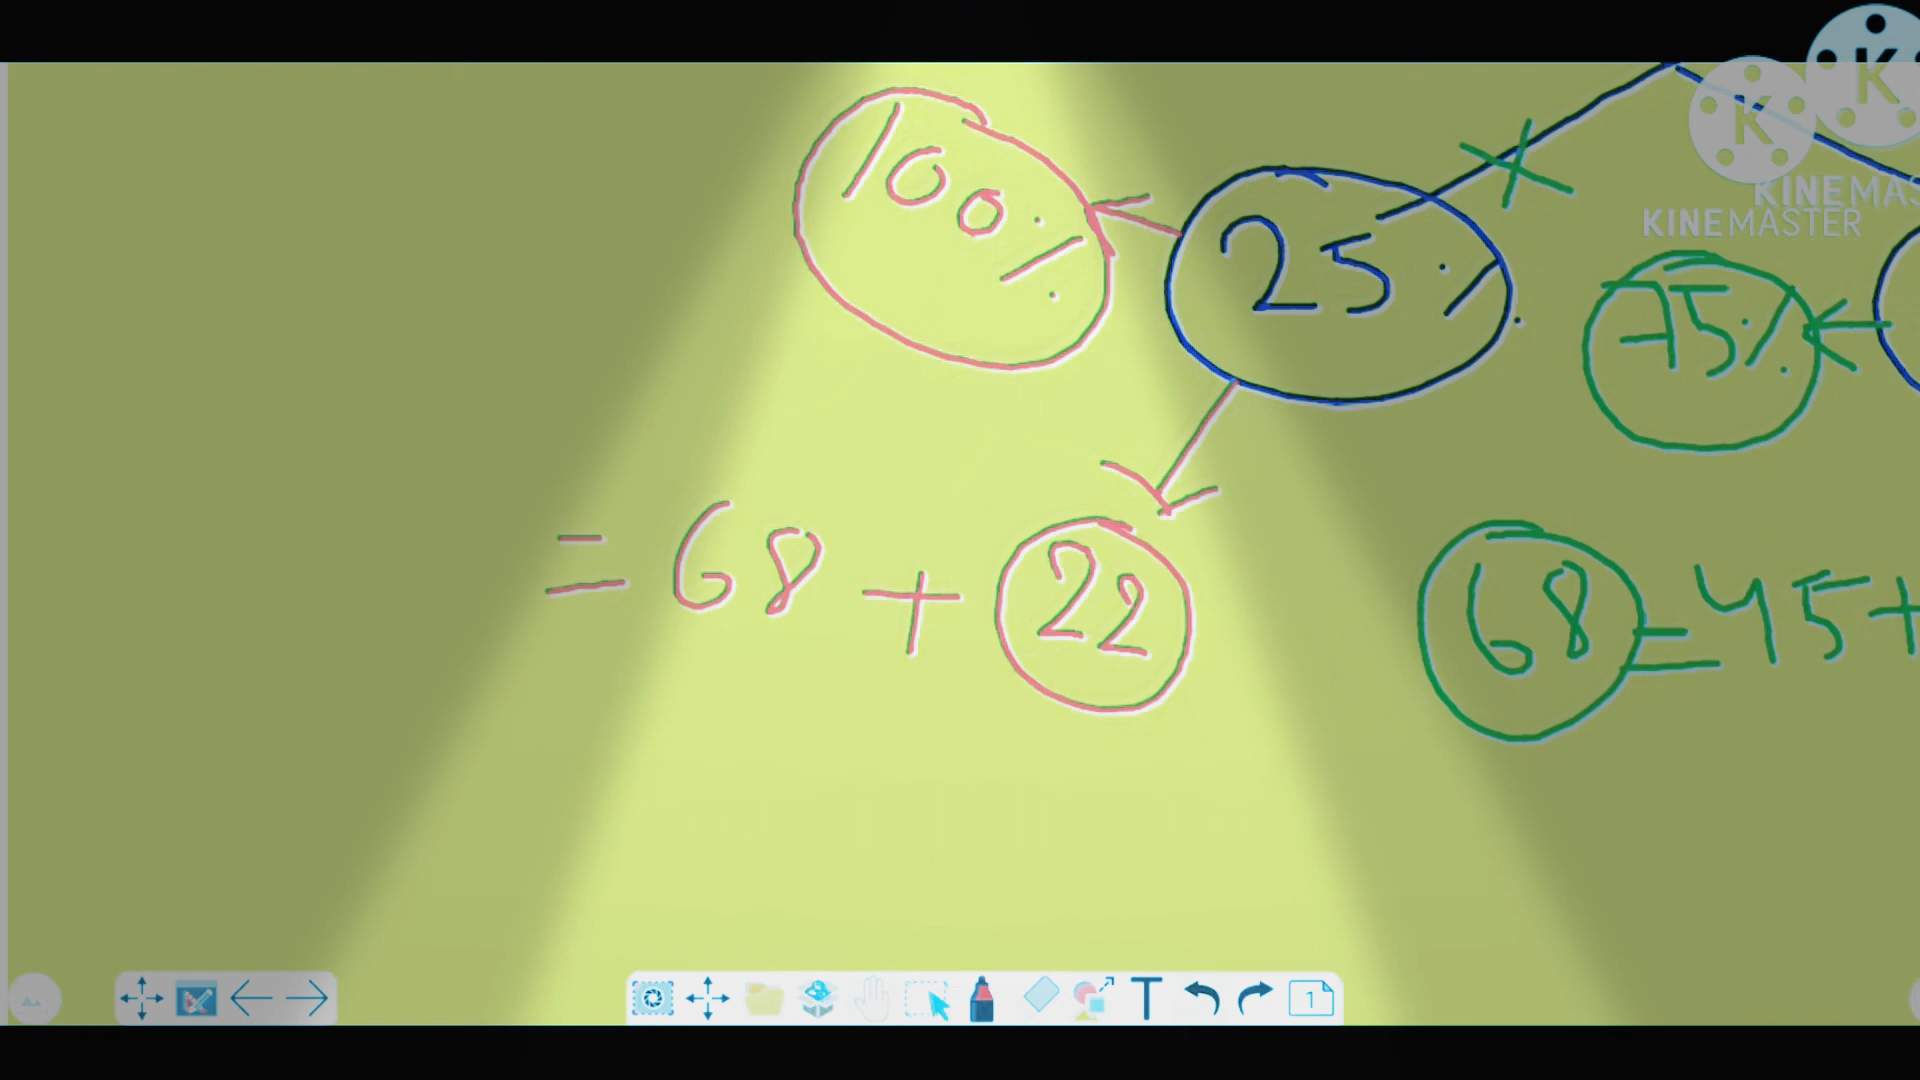 KINEMAS
KINEMASTER
100%
25%
75%
= 68 + 22
68 = 45 +
1